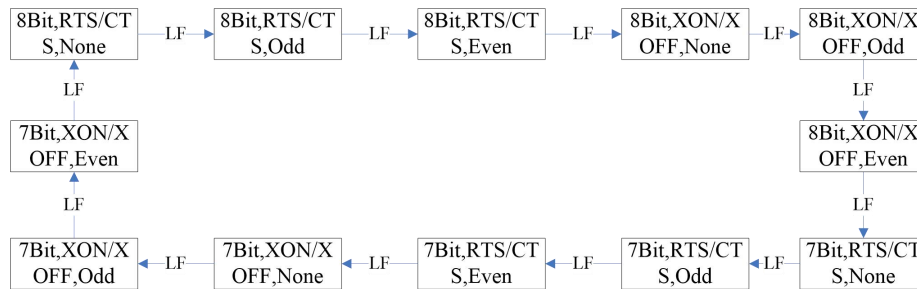 8Bit,RTS/CT
S,None
LF
8Bit,RTS/CT
S,Odd
LF
8Bit,RTS/CT
S,Even
LF
8Bit,XON/X
OFF,None
LF
8Bit,XON/X
OFF,Odd
LF
LF
7Bit,XON/X
OFF,Even
8Bit,XON/X
OFF,Even
LF
LF
7Bit,XON/X
OFF,Odd
LF
7Bit,XON/X
OFF,None
LF
7Bit,RTS/CT
S,Even
LF
7Bit,RTS/CT
S,Odd
LF
7Bit,RTS/CT
S,None